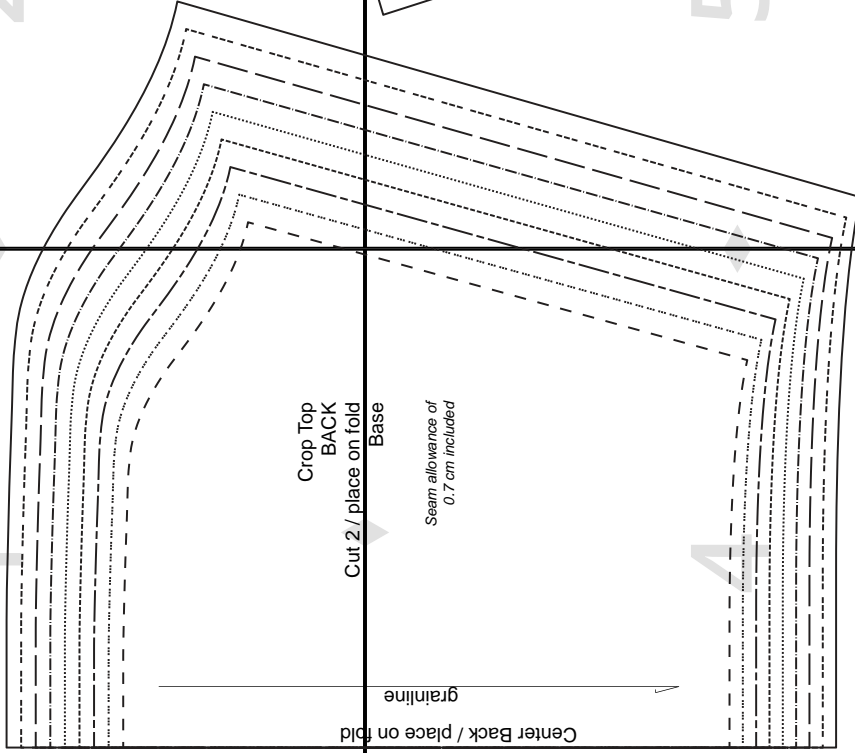 Crop Top
BACK
Cut 2 / place on fold
Base
Seam allowance of
0.7 cm included
grainline
Center Back / place on fold
4